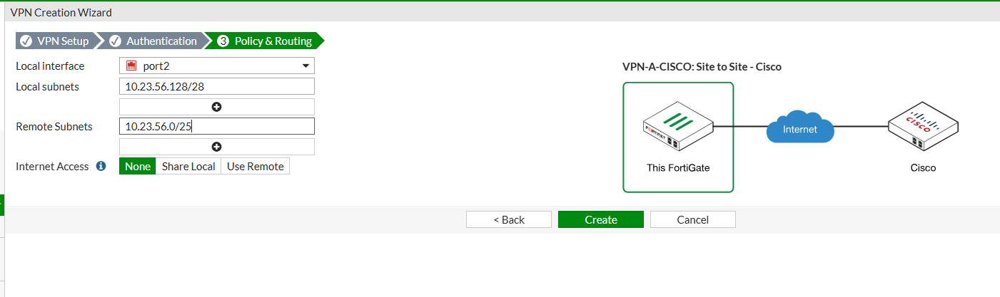 VPN Creation Wizard
VPN Setup
Authentication
3 Policy & Routing
Local interface port2
Local subnets 10.23.56.128/28
Remote Subnets 10.23.56.0/25
Internet Access None Share Local Use Remote
VPN-A-CISCO: Site to Site - Cisco
FORTINET
Internet
CISCO
This FortiGate
Cisco
< Back
Create
Cancel